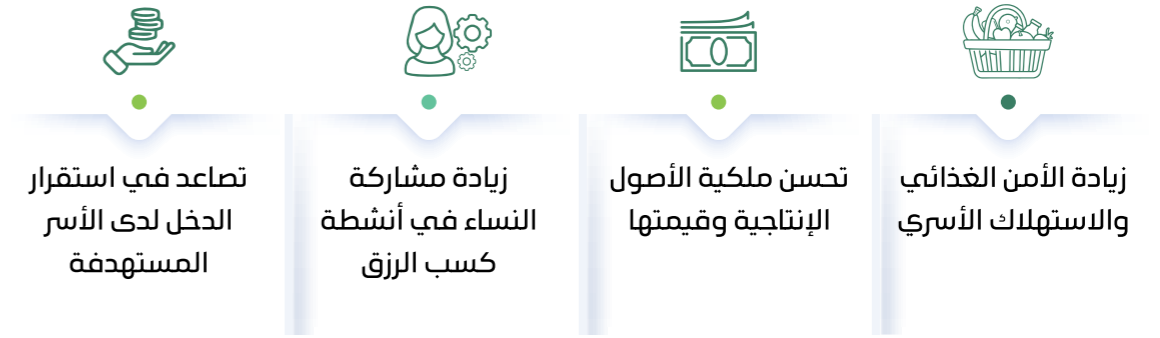 زيادة الأمن الغذائي
والاستهلاك الأسري
تحسن ملكية الأصول
الإنتاجية وقيمتها
زيادة مشاركة
النساء في أنشطة
كسب الرزق
تصاعد في استقرار
الدخل لدى الأسر
المستهدفة